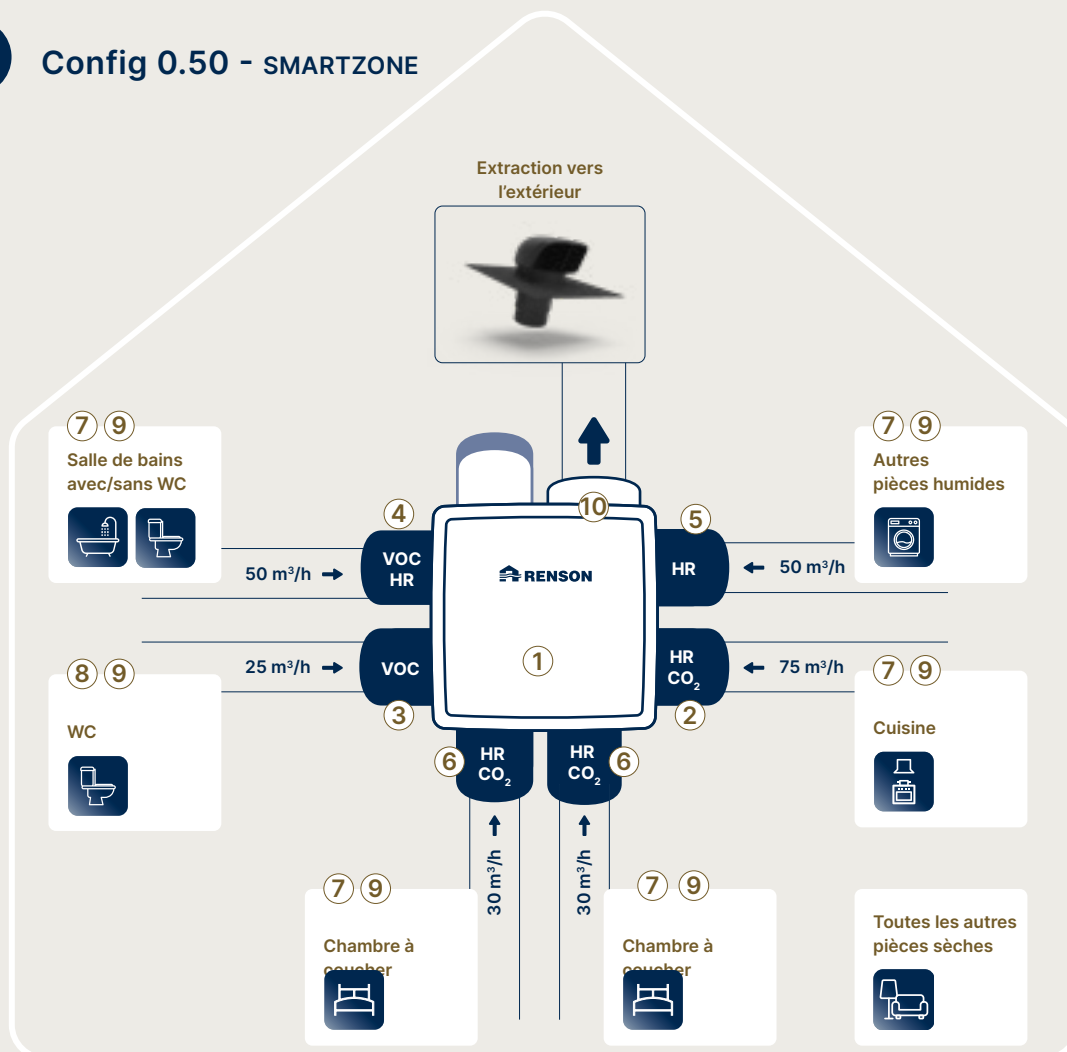 Config 0.50 - SMARTZONE
Extraction vers
l'extérieur
7 9
Salle de bains
avec/sans WC
7 9
Autres
pièces humides
10
4
VOC
HR
50 m³/h
5
HR
50 m³/h
RENSON
1
25 m³/h
VOC
3
HR
CO₂
2
75 m³/h
8 9
WC
7 9
Cuisine
6
HR
CO₂
HR
CO₂
6
30 m³/h
30 m³/h
7 9
Chambre à
coucher
7 9
Chambre à
coucher
Toutes les autres
pièces sèches